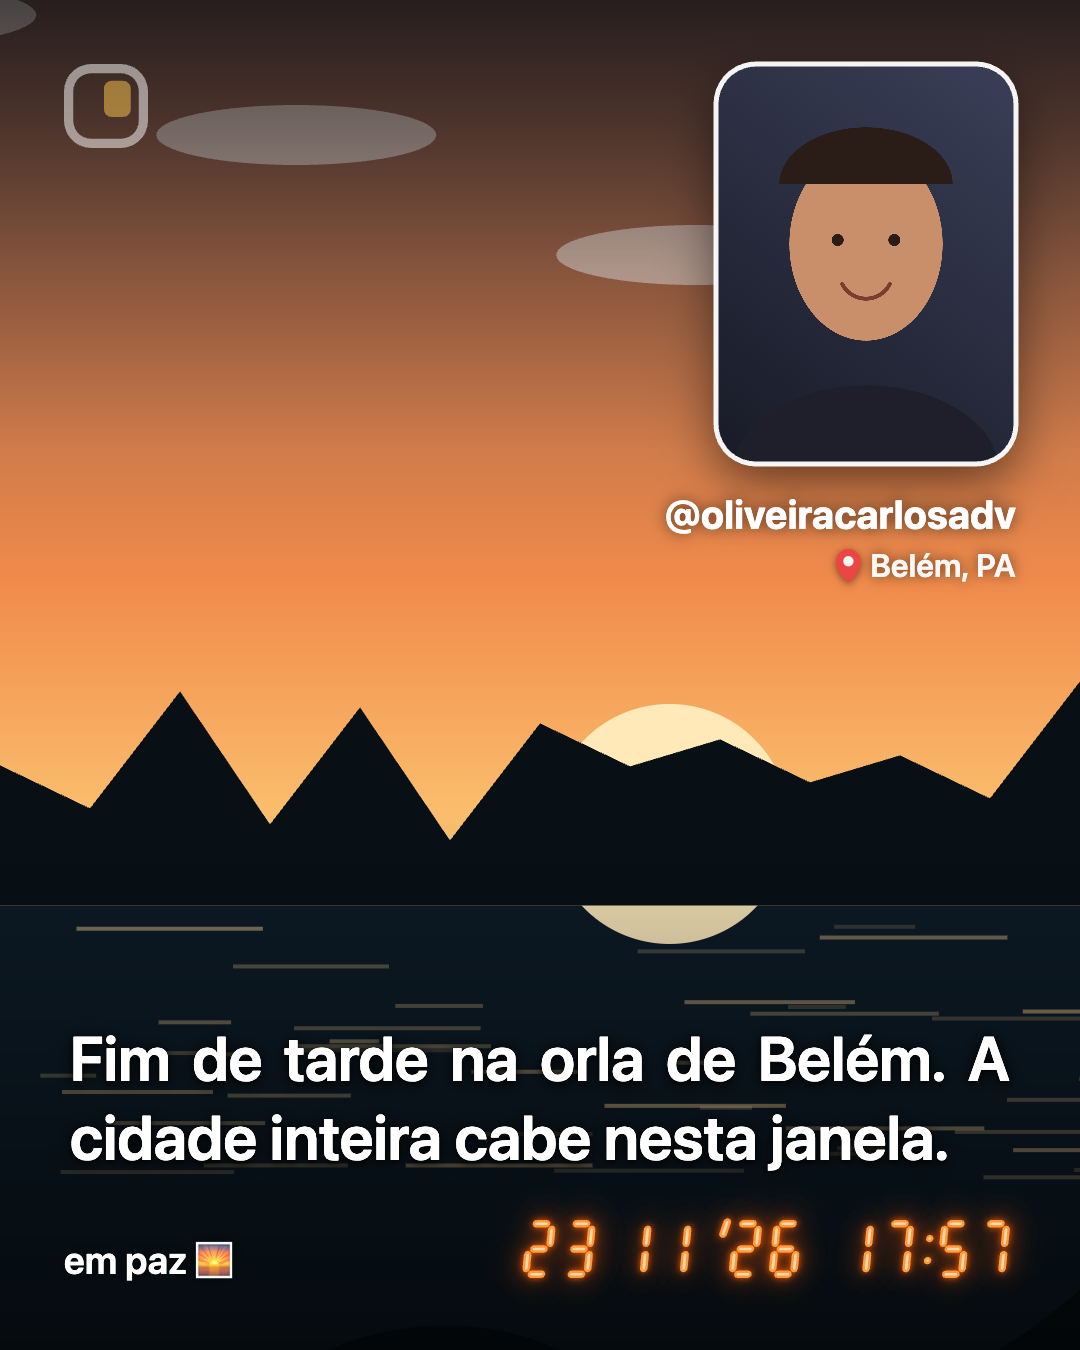 @oliveiracarlosadv
📍 Belém, PA
Fim de tarde na orla de Belém. A
cidade inteira cabe nesta janela.
em paz 🌅
23 11 '26 17:57